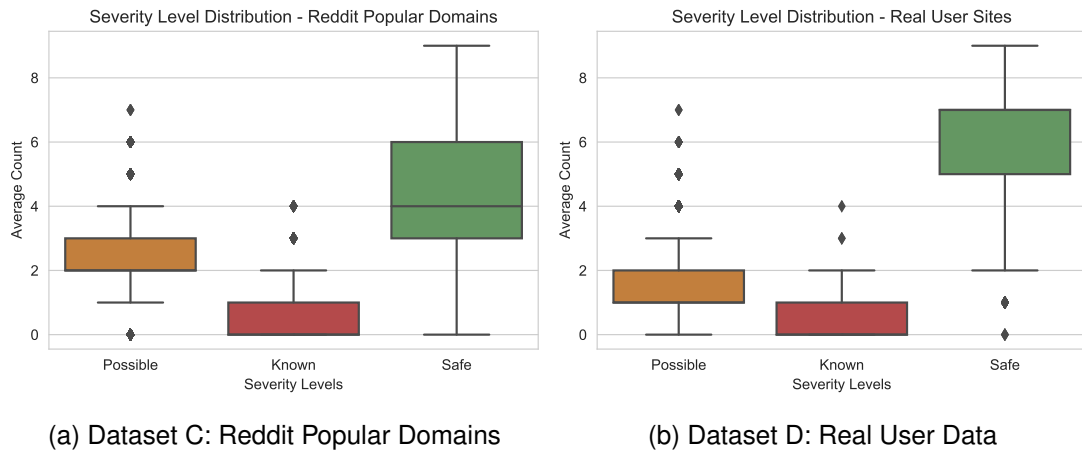 Severity Level Distribution - Reddit Popular Domains
Average Count
8
6
4
2
0
Possible Known Safe
Severity Levels
(a) Dataset C: Reddit Popular Domains
Severity Level Distribution - Real User Sites
Average Count
8
6
4
2
0
Possible Known Safe
Severity Levels
(b) Dataset D: Real User Data